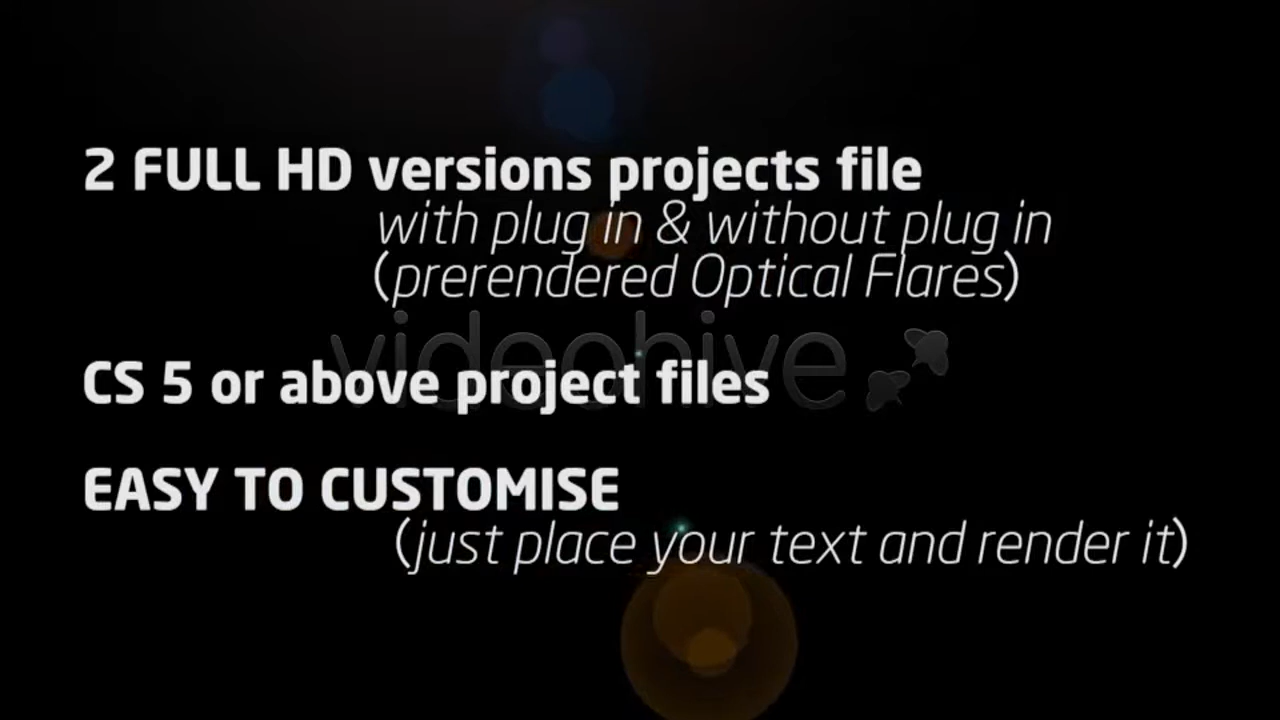 2 FULL HD versions projects file
with plug in & without plug in
(prerendered Optical Flares)
videohive
CS 5 or above project files
EASY TO CUSTOMISE
(just place your text and render it)